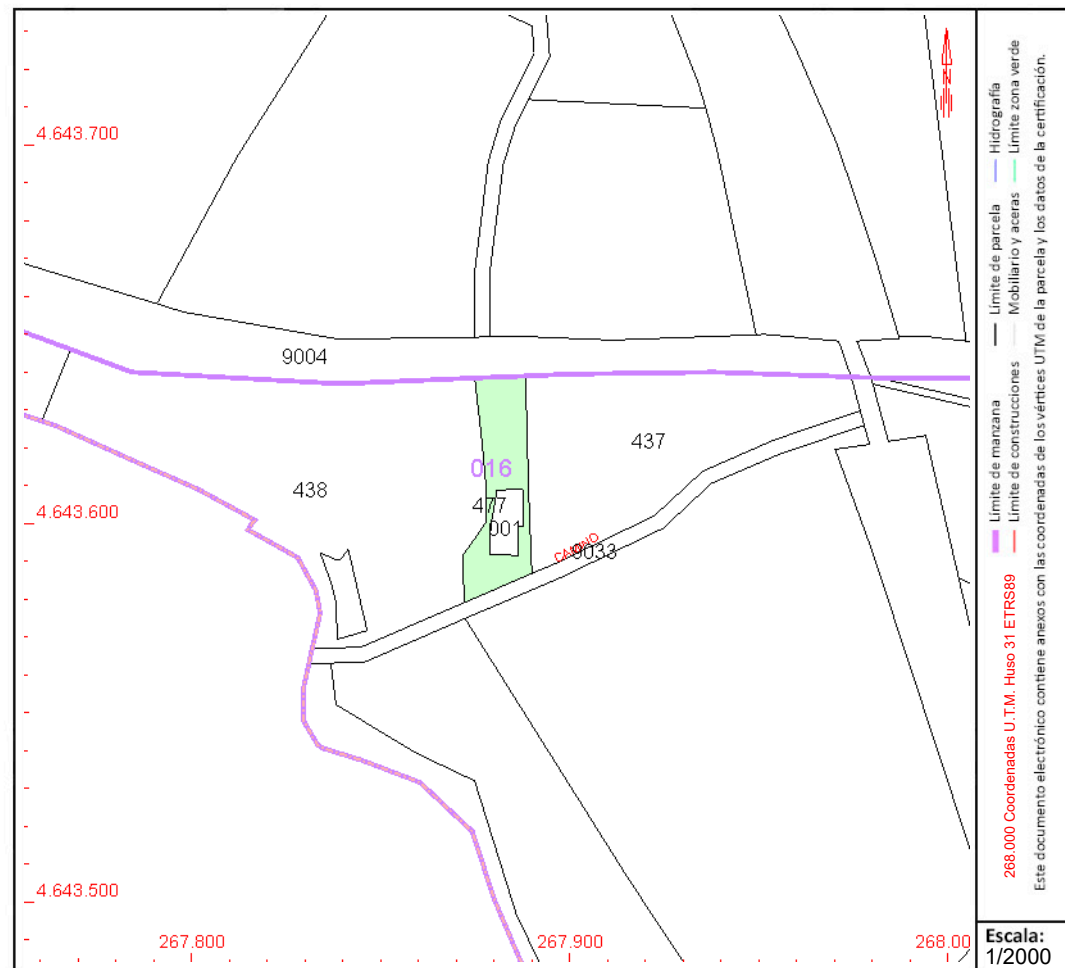 4.643.700
N
9004
437
016
438
477
4.643.600
001
CAMINO
9033
4.643.500
267.800
267.900
268.00
Límite de manzana
Límite de parcela
Hidrografía
Límite de construcciones
Mobiliario y aceras
Límite zona verde
268.000 Coordenadas U.T.M. Huso 31 ETRS89
Este documento electrónico contiene anexos con las coordenadas de los vértices UTM de la parcela y los datos de la certificación.
Escala:
1/2000